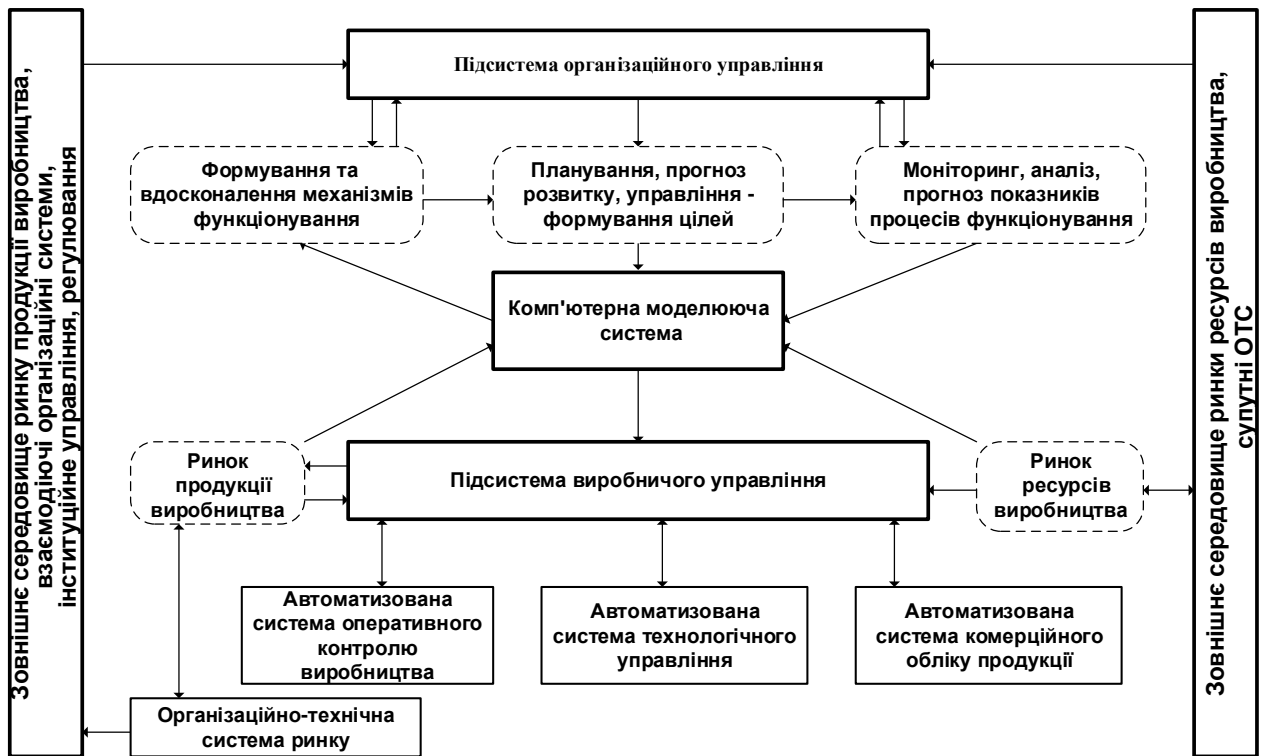 Зовнішнє середовище ринку продукції виробництва,
взаємодіючі організаційні системи,
інституційне управління, регулювання
Підсистема організаційного управління
Формування та
вдосконалення механізмів
функціонування
Планування, прогноз
розвитку, управління -
формування цілей
Моніторинг, аналіз,
прогноз показників
процесів функціонування
Комп'ютерна моделююча
система
Ринок
продукції
виробництва
Підсистема виробничого управління
Ринок
ресурсів
виробництва
Автоматизована
система оперативного
контролю
виробництва
Автоматизована
система технологічного
управління
Автоматизована
система комерційного
обліку продукції
Організаційно-технічна
система ринку
Зовнішнє середовище ринки ресурсів виробництва,
супутні ОТС